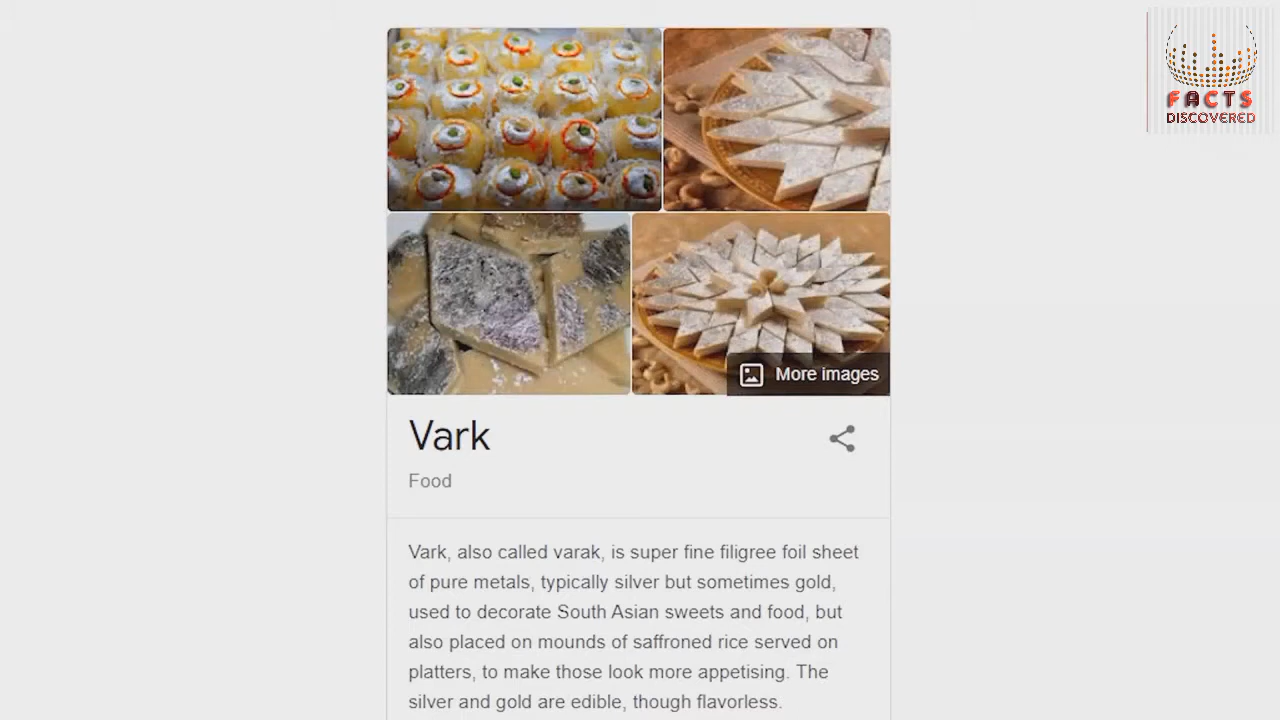 FACTS
DISCOVERED
More images
Vark
Food
Vark, also called varak, is super fine filigree foil sheet
of pure metals, typically silver but sometimes gold,
used to decorate South Asian sweets and food, but
also placed on mounds of saffroned rice served on
platters, to make those look more appetising. The
silver and gold are edible, though flavorless.